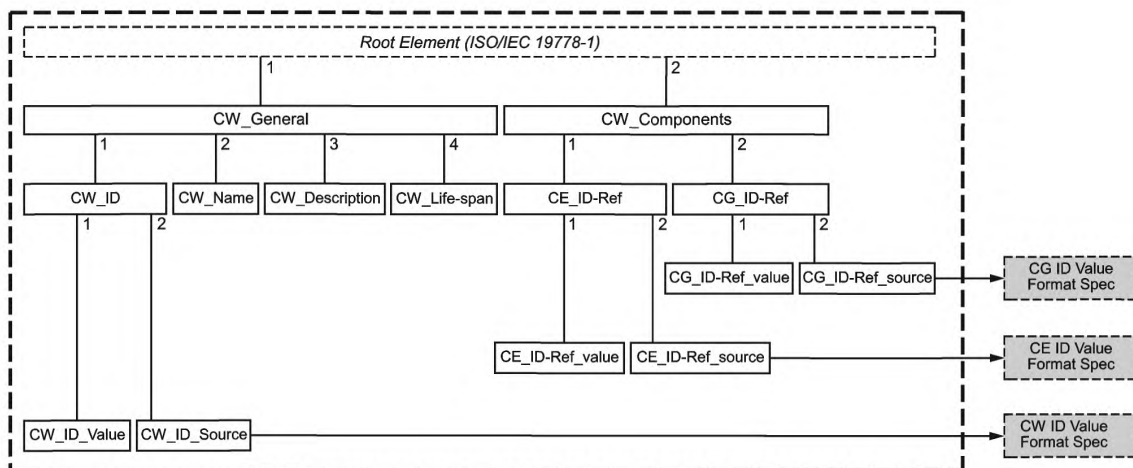 Root Element (ISO/IEC 19778-1)
1
2
CW_General
CW_Components
1
2
3
4
1
2
CW_ID
CW_Name
CW_Description
CW_Life-span
CE_ID-Ref
CG_ID-Ref
1
2
1
2
1
2
CG_ID-Ref_value
CG_ID-Ref_source
CG ID Value
Format Spec
CE_ID-Ref_value
CE_ID-Ref_source
CE ID Value
Format Spec
CW_ID_Value
CW_ID_Source
CW ID Value
Format Spec